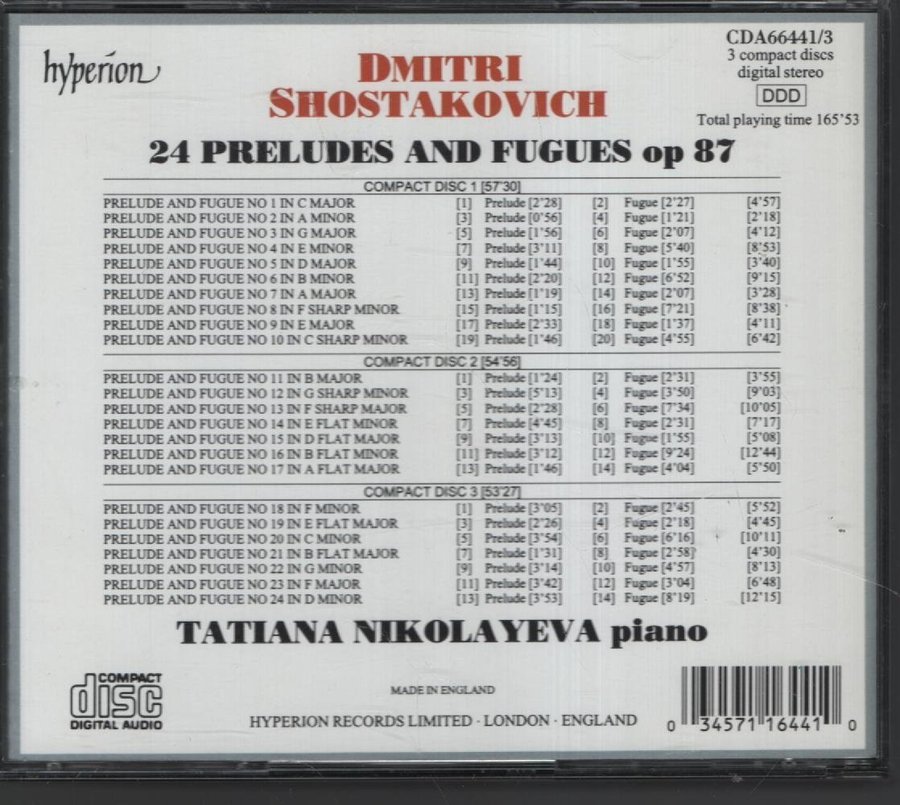 hyperion
CDA66441/3
3 compact discs
digital stereo
DDD
Total playing time 165'53
DMITRI
SHOSTAKOVICH
24 PRELUDES AND FUGUES op 87
COMPACT DISC 1 [57'30]
PRELUDE AND FUGUE NO 1 IN C MAJOR [1] Prelude [2'28] [2] Fugue [2'27] [4'57]
PRELUDE AND FUGUE NO 2 IN A MINOR [3] Prelude [0'56] [4] Fugue [1'21] [2'18]
PRELUDE AND FUGUE NO 3 IN G MAJOR [5] Prelude [1'56] [6] Fugue [2'07] [4'12]
PRELUDE AND FUGUE NO 4 IN E MINOR [7] Prelude [3'11] [8] Fugue [5'40] [8'53]
PRELUDE AND FUGUE NO 5 IN D MAJOR [9] Prelude [1'44] [10] Fugue [1'55] [3'40]
PRELUDE AND FUGUE NO 6 IN B MINOR [11] Prelude [2'20] [12] Fugue [6'52] [9'15]
PRELUDE AND FUGUE NO 7 IN A MAJOR [13] Prelude [1'19] [14] Fugue [2'07] [3'28]
PRELUDE AND FUGUE NO 8 IN F SHARP MINOR [15] Prelude [1'15] [16] Fugue [7'21] [8'38]
PRELUDE AND FUGUE NO 9 IN E MAJOR [17] Prelude [2'33] [18] Fugue [1'37] [4'11]
PRELUDE AND FUGUE NO 10 IN C SHARP MINOR [19] Prelude [1'46] [20] Fugue [4'55] [6'42]
COMPACT DISC 2 [54'56]
PRELUDE AND FUGUE NO 11 IN B MAJOR [1] Prelude [1'24] [2] Fugue [2'31] [3'55]
PRELUDE AND FUGUE NO 12 IN G SHARP MINOR [3] Prelude [5'13] [4] Fugue [3'50] [9'03]
PRELUDE AND FUGUE NO 13 IN F SHARP MAJOR [5] Prelude [2'28] [6] Fugue [7'34] [10'05]
PRELUDE AND FUGUE NO 14 IN E FLAT MINOR [7] Prelude [4'45] [8] Fugue [2'31] [7'17]
PRELUDE AND FUGUE NO 15 IN D FLAT MAJOR [9] Prelude [3'13] [10] Fugue [1'55] [5'08]
PRELUDE AND FUGUE NO 16 IN B FLAT MINOR [11] Prelude [3'12] [12] Fugue [9'24] [12'44]
PRELUDE AND FUGUE NO 17 IN A FLAT MAJOR [13] Prelude [1'46] [14] Fugue [4'04] [5'50]
COMPACT DISC 3 [53'27]
PRELUDE AND FUGUE NO 18 IN F MINOR [1] Prelude [3'05] [2] Fugue [2'45] [5'52]
PRELUDE AND FUGUE NO 19 IN E FLAT MAJOR [3] Prelude [2'26] [4] Fugue [2'18] [4'45]
PRELUDE AND FUGUE NO 20 IN C MINOR [5] Prelude [3'54] [6] Fugue [6'16] [10'11]
PRELUDE AND FUGUE NO 21 IN B FLAT MAJOR [7] Prelude [1'31] [8] Fugue [2'58] [4'30]
PRELUDE AND FUGUE NO 22 IN G MINOR [9] Prelude [3'14] [10] Fugue [4'57] [8'13]
PRELUDE AND FUGUE NO 23 IN F MAJOR [11] Prelude [3'42] [12] Fugue [3'04] [6'48]
PRELUDE AND FUGUE NO 24 IN D MINOR [13] Prelude [3'53] [14] Fugue [8'19] [12'15]
TATIANA NIKOLAYEVA piano
COMPACT
disc
DIGITAL AUDIO
MADE IN ENGLAND
HYPERION RECORDS LIMITED · LONDON · ENGLAND
0 34571 16441 0